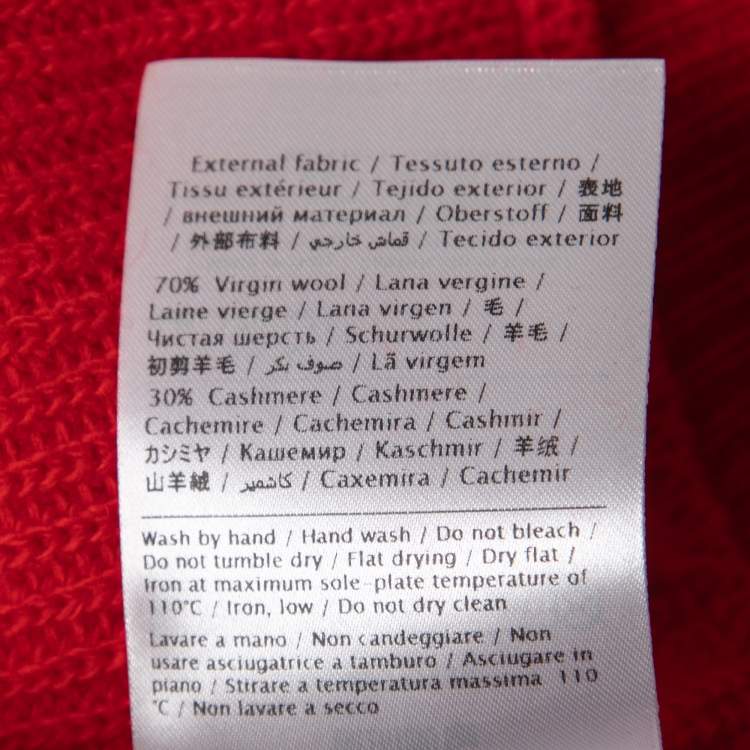 External fabric / Tessuto esterno /
Tissu extérieur / Tejido exterior / 表地
/ внешний материал / Oberstoff / 面料
/ 外部布料 / قماش خارجي / Tecido exterior
70% Virgin wool / Lana vergine /
Laine vierge / Lana virgen / 毛 /
Чистая шерсть / Schurwolle / 羊毛 /
初剪羊毛 / صوف بكر / Lã virgem
30% Cashmere / Cashmere /
Cachemire / Cachemira / Cashmir /
カシミヤ / Кашемир / Kaschmir / 羊绒 /
山羊絨 / كاشمير / Caxemira / Cachemir
Wash by hand / Hand wash / Do not bleach /
Do not tumble dry / Flat drying / Dry flat /
Iron at maximum sole-plate temperature of
110°C / Iron, low / Do not dry clean
Lavare a mano / Non candeggiare / Non
usare asciugatrice a tamburo / Asciugare in
piano / Stirare a temperatura massima 110
°C / Non lavare a secco